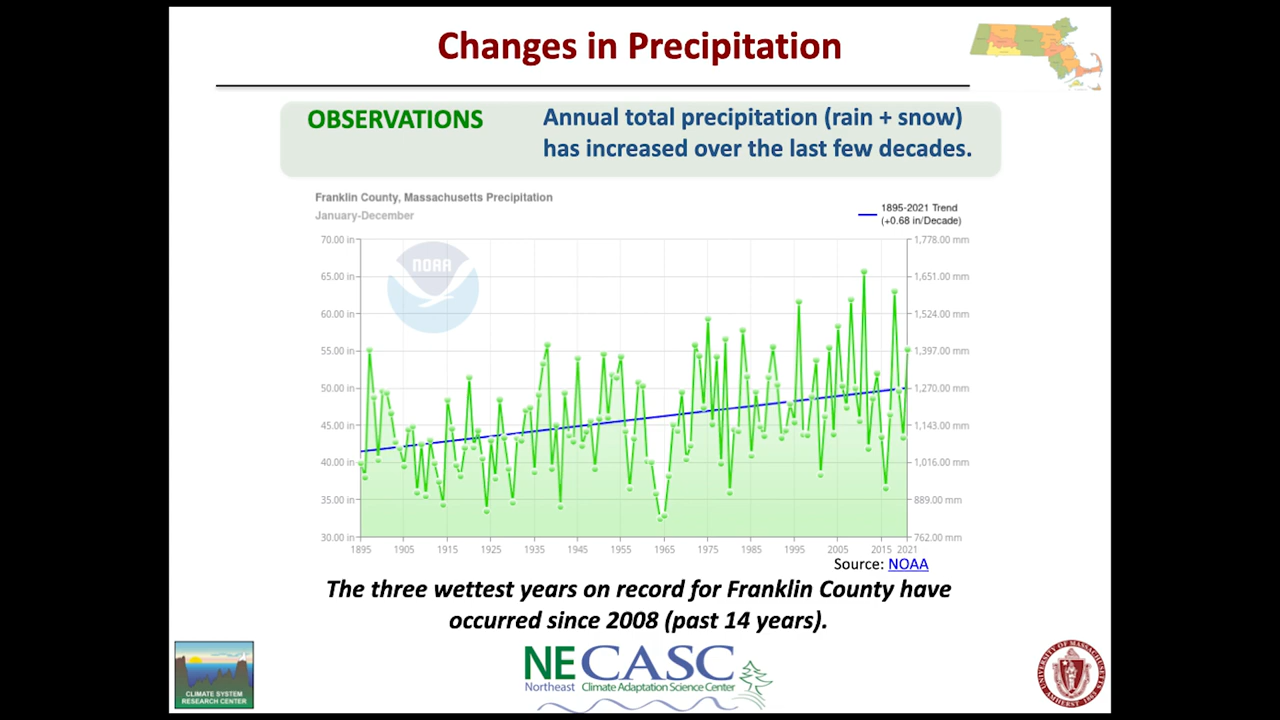 Changes in Precipitation
OBSERVATIONS
Annual total precipitation (rain + snow)
has increased over the last few decades.
Franklin County, Massachusetts Precipitation
January-December
1895-2021 Trend
(+0.68 in/Decade)
NOAA
70.00 in
65.00 in
60.00 in
55.00 in
50.00 in
45.00 in
40.00 in
35.00 in
30.00 in
1,778.00 mm
1,651.00 mm
1,524.00 mm
1,397.00 mm
1,270.00 mm
1,143.00 mm
1,016.00 mm
889.00 mm
762.00 mm
1895 1905 1915 1925 1935 1945 1955 1965 1975 1985 1995 2005 2015 2021
Source: NOAA
The three wettest years on record for Franklin County have
occurred since 2008 (past 14 years).
CLIMATE SYSTEM
RESEARCH CENTER
NECASC
Northeast Climate Adaptation Science Center
UNIVERSITY OF MASSACHUSETTS
AMHERST 1863